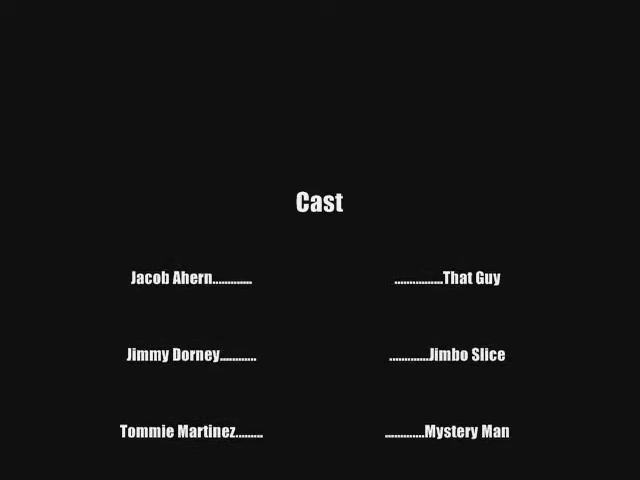 Cast
Jacob Ahern............. ................That Guy
Jimmy Dorney............ .............Jimbo Slice
Tommie Martinez......... .............Mystery Man